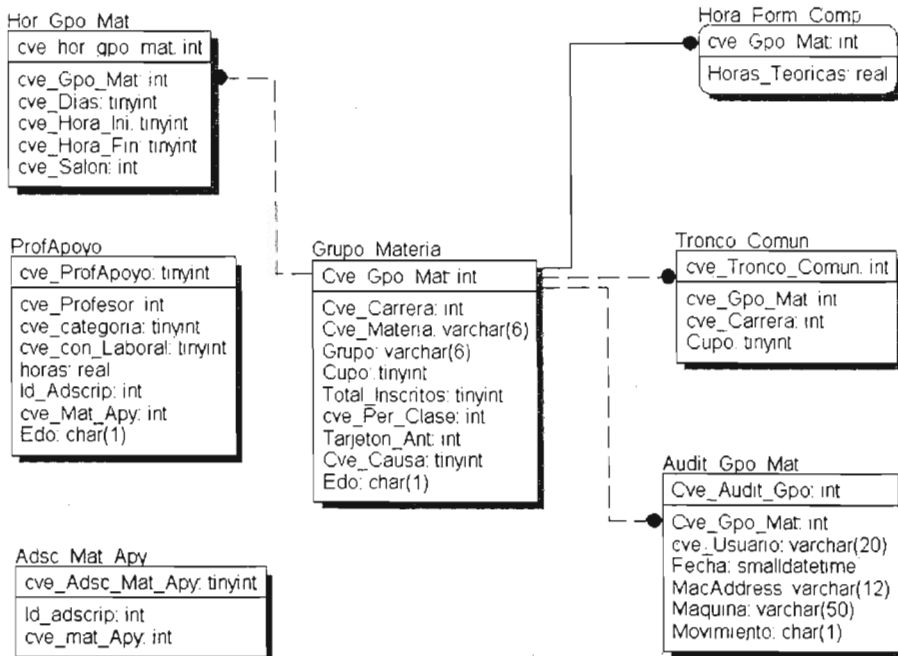 Hor_Gpo_Mat
cve_hor_gpo_mat: int
cve_Gpo_Mat: int
cve_Dias: tinyint
cve_Hora_Ini: tinyint
cve_Hora_Fin: tinyint
cve_Salon: int
Hora_Form_Comp
cve_Gpo_Mat: int
Horas_Teoricas: real
ProfApoyo
cve_ProfApoyo: tinyint
cve_Profesor: int
cve_categoria: tinyint
cve_con_Laboral: tinyint
horas: real
Id_Adscrip: int
cve_Mat_Apy: int
Edo: char(1)
Grupo_Materia
Cve_Gpo_Mat: int
Cve_Carrera: int
Cve_Materia: varchar(6)
Grupo: varchar(6)
Cupo: tinyint
Total_Inscritos: tinyint
cve_Per_Clase: int
Tarjeton_Ant: int
Cve_Causa: tinyint
Edo: char(1)
Tronco_Comun
cve_Tronco_Comun: int
cve_Gpo_Mat: int
cve_Carrera: int
Cupo: tinyint
Audit_Gpo_Mat
Cve_Audit_Gpo: int
Cve_Gpo_Mat: int
cve_Usuario: varchar(20)
Fecha: smalldatetime
MacAddress: varchar(12)
Maquina: varchar(50)
Movimiento: char(1)
Adsc_Mat_Apy
cve_Adsc_Mat_Apy: tinyint
Id_adscrip: int
cve_mat_Apy: int